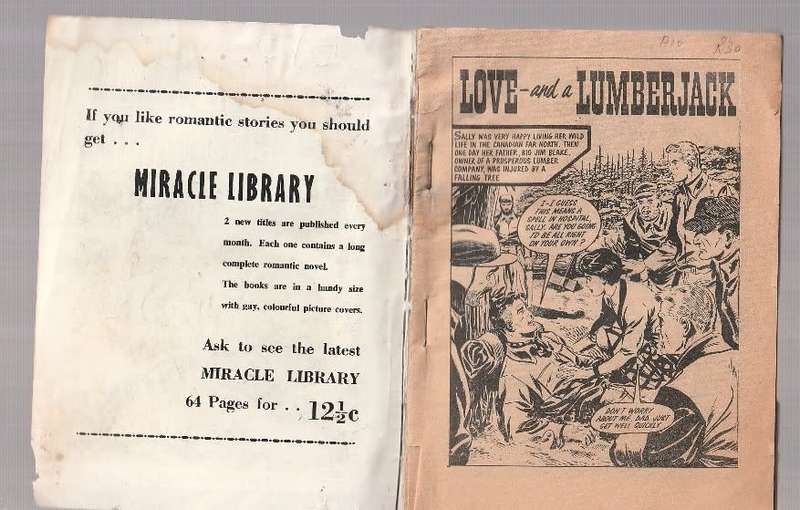 If you like romantic stories you should
get . . .
MIRACLE LIBRARY
2 new titles are published every
month. Each one contains a long
complete romantic novel.
The books are in a handy size
with gay, colourful picture covers.
Ask to see the latest
MIRACLE LIBRARY
64 Pages for . . 12½c
R30
LOVE - and a LUMBERJACK
SALLY WAS VERY HAPPY LIVING HER WILD
LIFE IN THE CANADIAN FAR NORTH. THEN
ONE DAY HER FATHER, BIG JIM BLAKE,
OWNER OF A PROSPEROUS LUMBER
COMPANY, WAS INJURED BY A
FALLING TREE
I-I GUESS
THIS MEANS A
SPELL IN HOSPITAL,
SALLY. ARE YOU GOING
TO BE ALL RIGHT
ON YOUR OWN?
DON'T WORRY
ABOUT ME, DAD. JUST
GET WELL QUICKLY